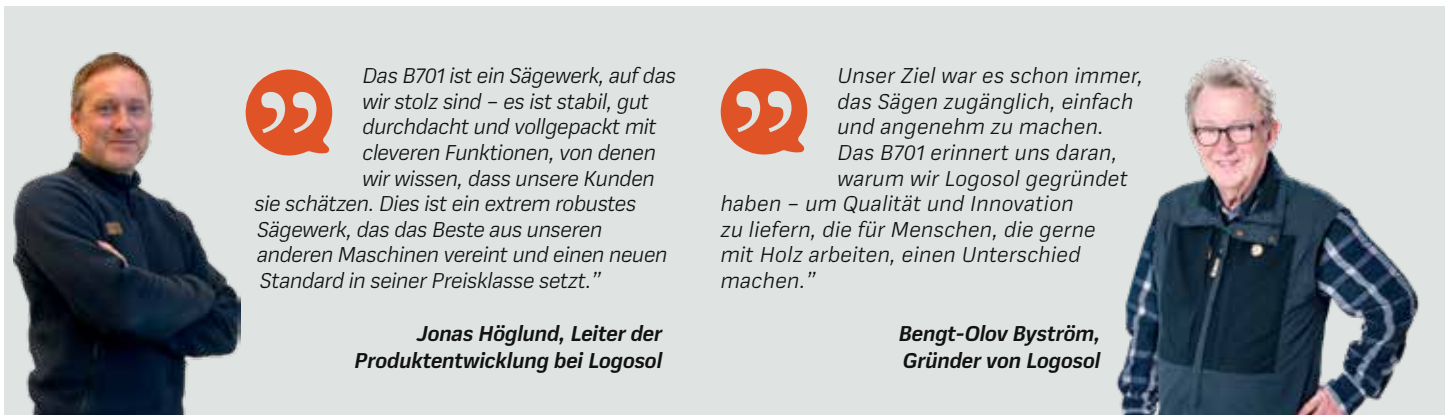 ”
Das B701 ist ein Sägewerk, auf das
wir stolz sind – es ist stabil, gut
durchdacht und vollgepackt mit
cleveren Funktionen, von denen
wir wissen, dass unsere Kunden
sie schätzen. Dies ist ein extrem robustes
Sägewerk, das das Beste aus unseren
anderen Maschinen vereint und einen neuen
Standard in seiner Preisklasse setzt.”
Jonas Höglund, Leiter der
Produktentwicklung bei Logosol
”
Unser Ziel war es schon immer,
das Sägen zugänglich, einfach
und angenehm zu machen.
Das B701 erinnert uns daran,
warum wir Logosol gegründet
haben – um Qualität und Innovation
zu liefern, die für Menschen, die gerne
mit Holz arbeiten, einen Unterschied
machen.”
Bengt-Olov Byström,
Gründer von Logosol